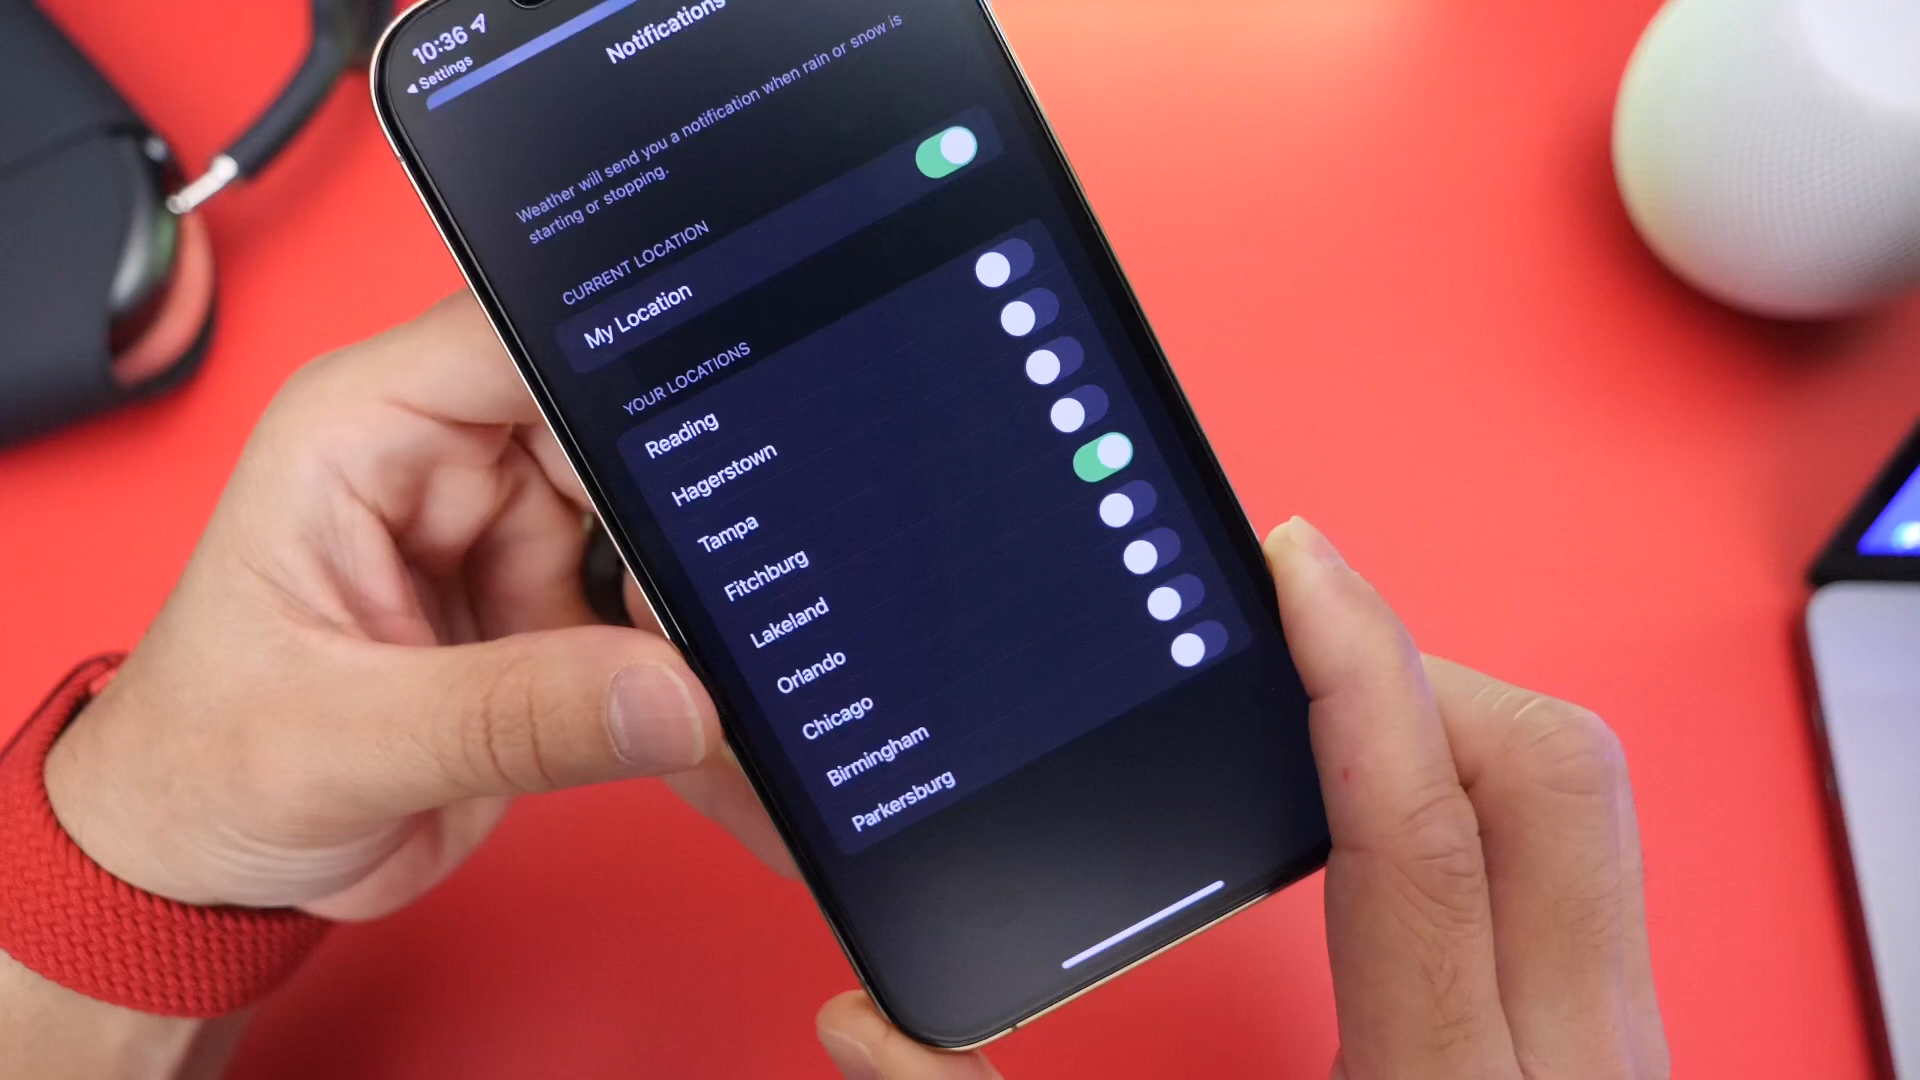 10:36
◀ Settings
Notifications
Weather will send you a notification when rain or snow is
starting or stopping.
CURRENT LOCATION
My Location
YOUR LOCATIONS
Reading
Hagerstown
Tampa
Fitchburg
Lakeland
Orlando
Chicago
Birmingham
Parkersburg